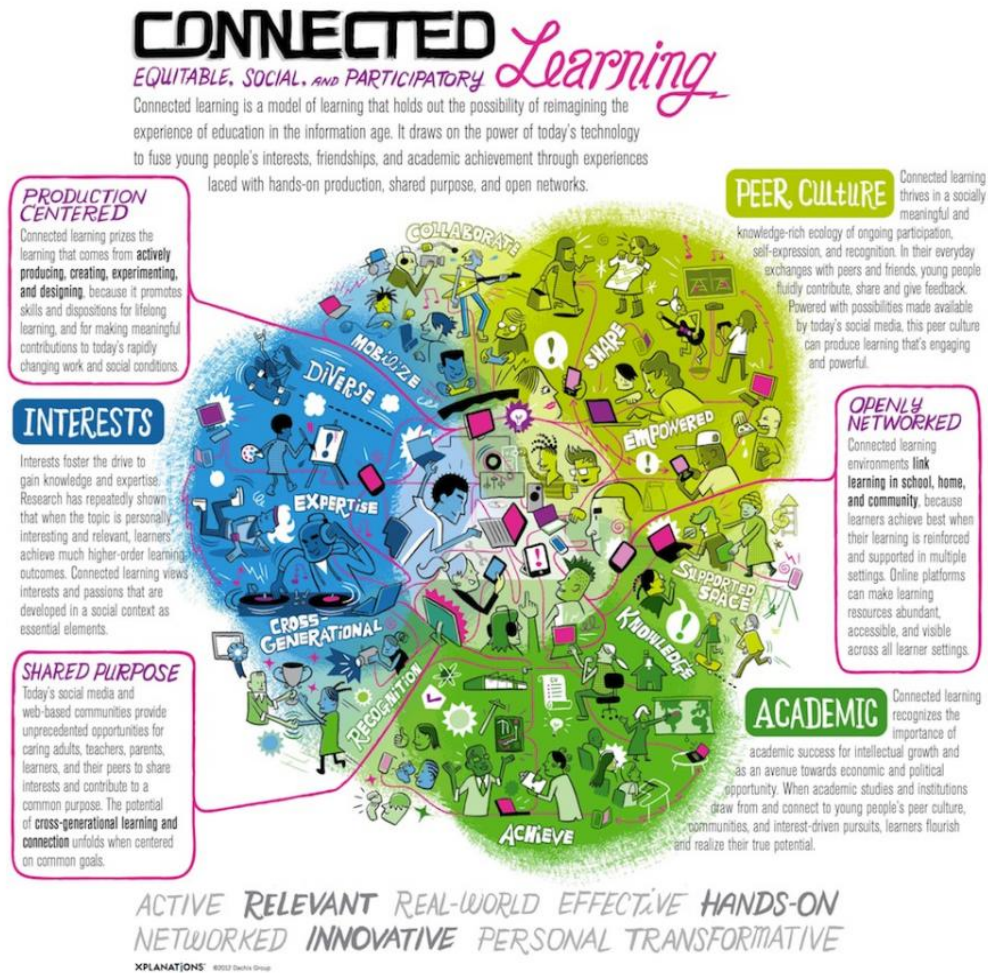 CONNECTED Learning
EQUITABLE, SOCIAL, AND PARTICIPATORY
Connected learning is a model of learning that holds out the possibility of reimagining the
experience of education in the information age. It draws on the power of today's technology
to fuse young people's interests, friendships, and academic achievement through experiences
laced with hands-on production, shared purpose, and open networks.
PRODUCTION
CENTERED
Connected learning prizes the
learning that comes from actively
producing, creating, experimenting,
and designing, because it promotes
skills and dispositions for lifelong
learning, and for making meaningful
contributions to today's rapidly
changing work and social conditions.
PEER CULTURE
Connected learning
thrives in a socially
meaningful and
knowledge-rich ecology of ongoing participation,
self-expression, and recognition. In their everyday
exchanges with peers and friends, young people
fluidly contribute, share and give feedback.
Powered with possibilities made available
by today's social media, this peer culture
can produce learning that's engaging
and powerful.
INTERESTS
Interests foster the drive to
gain knowledge and expertise.
Research has repeatedly shown
that when the topic is personally
interesting and relevant, learners
achieve much higher-order learning
outcomes. Connected learning views
interests and passions that are
developed in a social context as
essential elements.
OPENLY
NETWORKED
Connected learning
environments link
learning in school, home,
and community, because
learners achieve best when
their learning is reinforced
and supported in multiple
settings. Online platforms
can make learning
resources abundant,
accessible, and visible
across all learner settings.
SHARED PURPOSE
Today's social media and
web-based communities provide
unprecedented opportunities for
caring adults, teachers, parents,
learners, and their peers to share
interests and contribute to a
common purpose. The potential
of cross-generational learning and
connection unfolds when centered
on common goals.
ACADEMIC
Connected learning
recognizes the
importance of
academic success for intellectual growth and
as an avenue towards economic and political
opportunity. When academic studies and institutions
draw from and connect to young people's peer culture,
communities, and interest-driven pursuits, learners flourish
and realize their true potential.
COLLABORATE
MOBILIZE
DIVERSE
SHARE
EMPOWERED
EXPERTISE
SUPPORTED
SPACE
CROSS-
GENERATIONAL
KNOWLEDGE
RECOGNITION
ACHIEVE
ACTIVE RELEVANT REAL-WORLD EFFECTIVE HANDS-ON
NETWORKED INNOVATIVE PERSONAL TRANSFORMATIVE
XPLANATIONS ©2012 Dachis Group